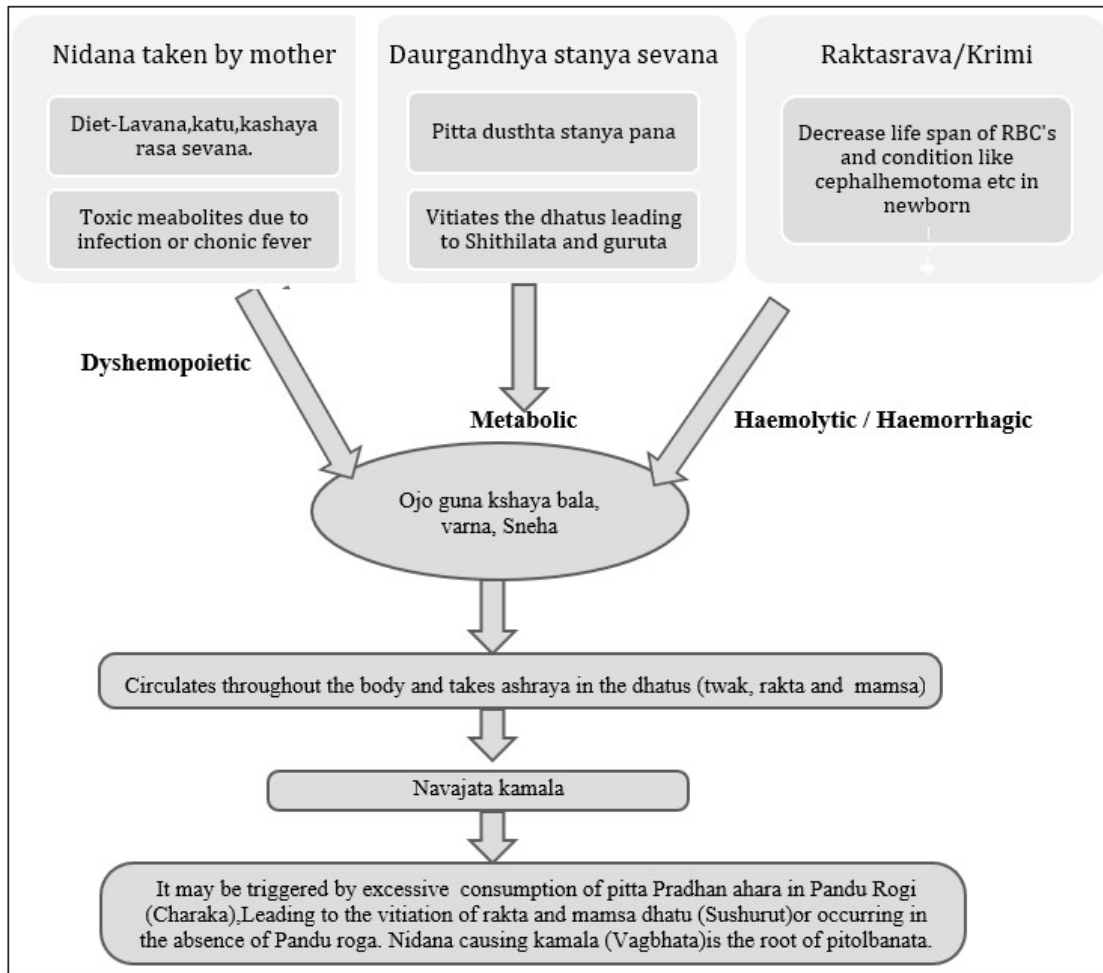 Nidana taken by mother
Diet-Lavana,katu,kashaya
rasa sevana.
Toxic meabolites due to
infection or chonic fever
Daurgandhya stanya sevana
Pitta dusthta stanya pana
Vitiates the dhatus leading
to Shithilata and guruta
Raktasrava/Krimi
Decrease life span of RBC's
and condition like
cephalhemotoma etc in
newborn
Dyshemopoietic
Metabolic
Haemolytic / Haemorrhagic
Ojo guna kshaya bala,
varna, Sneha
Circulates throughout the body and takes ashraya in the dhatus (twak, rakta and mamsa)
Navajata kamala
It may be triggered by excessive consumption of pitta Pradhan ahara in Pandu Rogi
(Charaka),Leading to the vitiation of rakta and mamsa dhatu (Sushurut)or occurring in
the absence of Pandu roga. Nidana causing kamala (Vagbhata)is the root of pitolbanata.